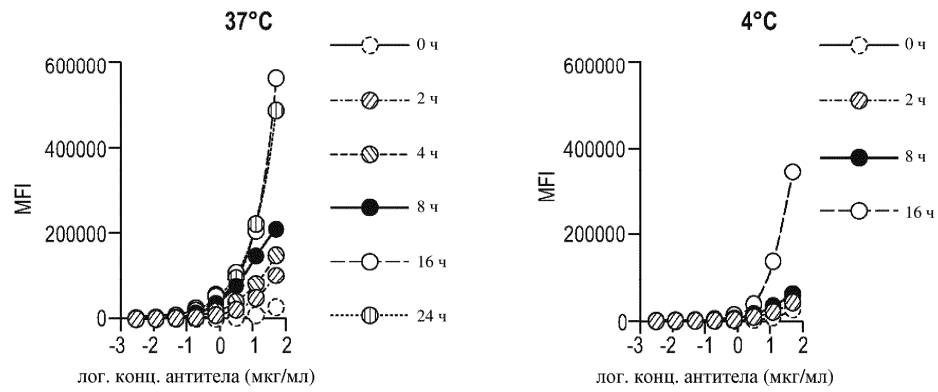 37°C
MFI
600000
400000
200000
0
-3 -2 -1 0 1 2
лог. конц. антитела (мкг/мл)
0 ч
2 ч
4 ч
8 ч
16 ч
24 ч
4°C
MFI
600000
400000
200000
0
-3 -2 -1 0 1 2
лог. конц. антитела (мкг/мл)
0 ч
2 ч
8 ч
16 ч